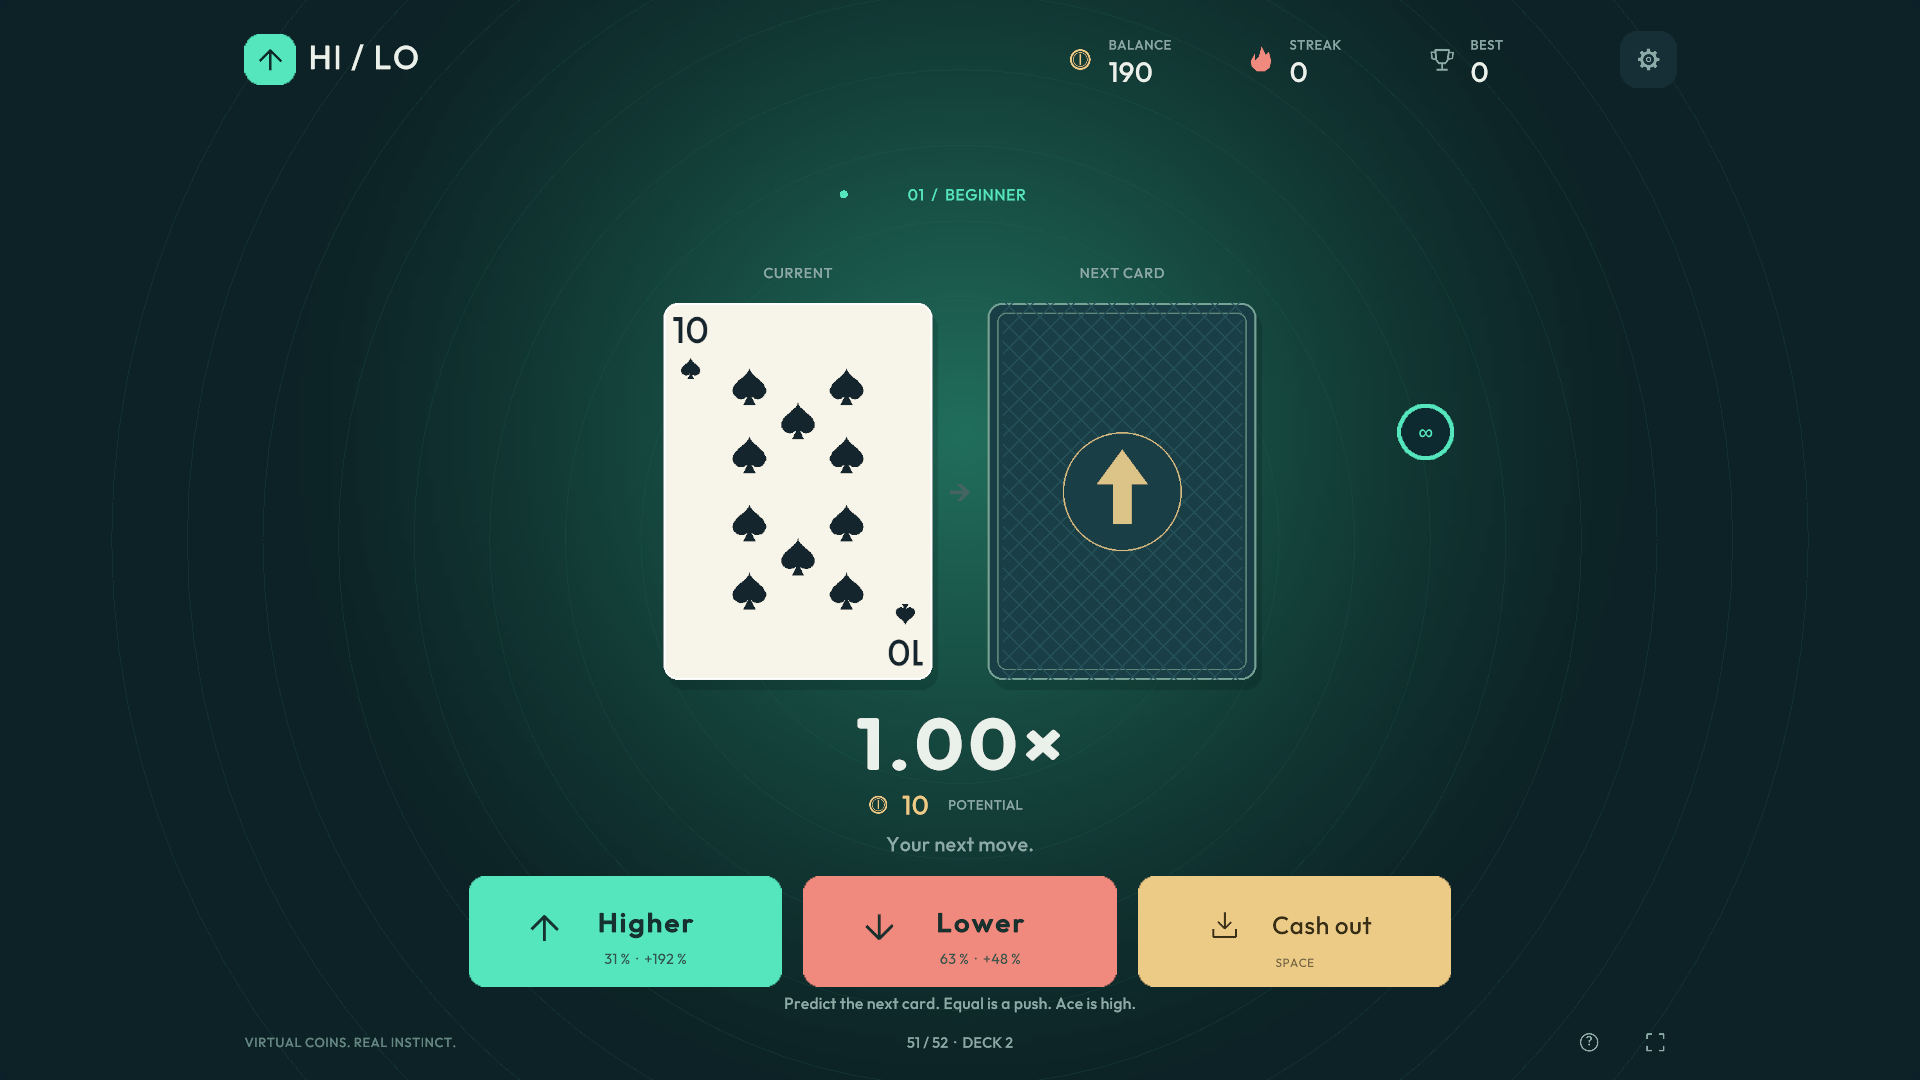 HI / LO
BALANCE
190
STREAK
0
BEST
0
01 / BEGINNER
CURRENT
NEXT CARD
10
10
∞
1.00×
10 POTENTIAL
Your next move.
Higher
31 % · +192 %
Lower
63 % · +48 %
Cash out
SPACE
Predict the next card. Equal is a push. Ace is high.
VIRTUAL COINS. REAL INSTINCT.
51 / 52 · DECK 2